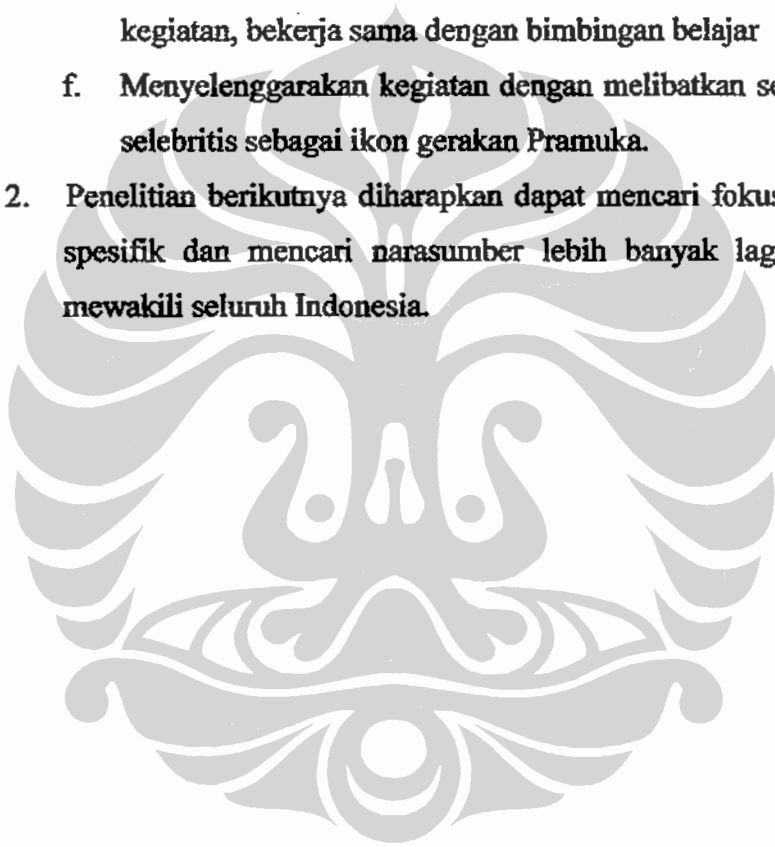 kegiatan, bekerja sama dengan bimbingan belajar
f. Menyelenggarakan kegiatan dengan melibatkan se
selebritis sebagai ikon gerakan Pramuka.
2. Penelitian berikutnya diharapkan dapat mencari fokus
spesifik dan mencari narasumber lebih banyak lag
mewakili seluruh Indonesia.